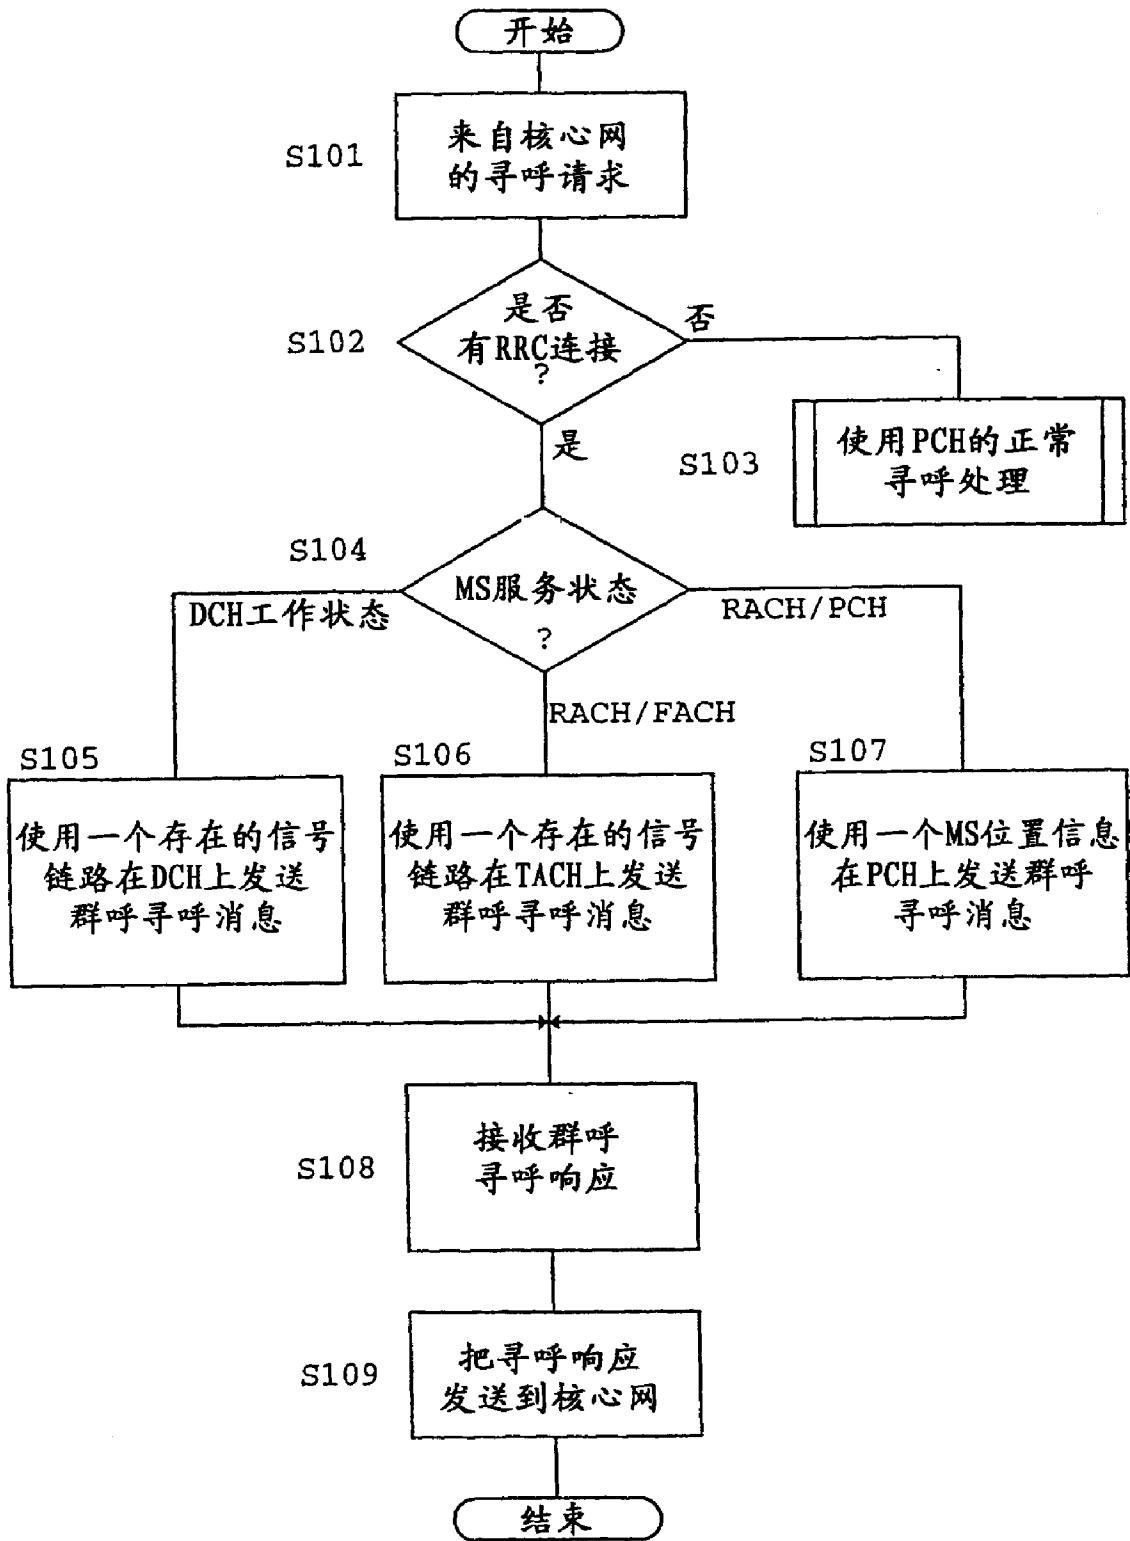 开始
S101
来自核心网
的寻呼请求
S102
是否
有RRC连接
?
否
是
S103
使用PCH的正常
寻呼处理
S104
MS服务状态
?
DCH工作状态
RACH/PCH
RACH/FACH
S105
使用一个存在的信号
链路在DCH上发送
群呼寻呼消息
S106
使用一个存在的信号
链路在TACH上发送
群呼寻呼消息
S107
使用一个MS位置信息
在PCH上发送群呼
寻呼消息
S108
接收群呼
寻呼响应
S109
把寻呼响应
发送到核心网
结束